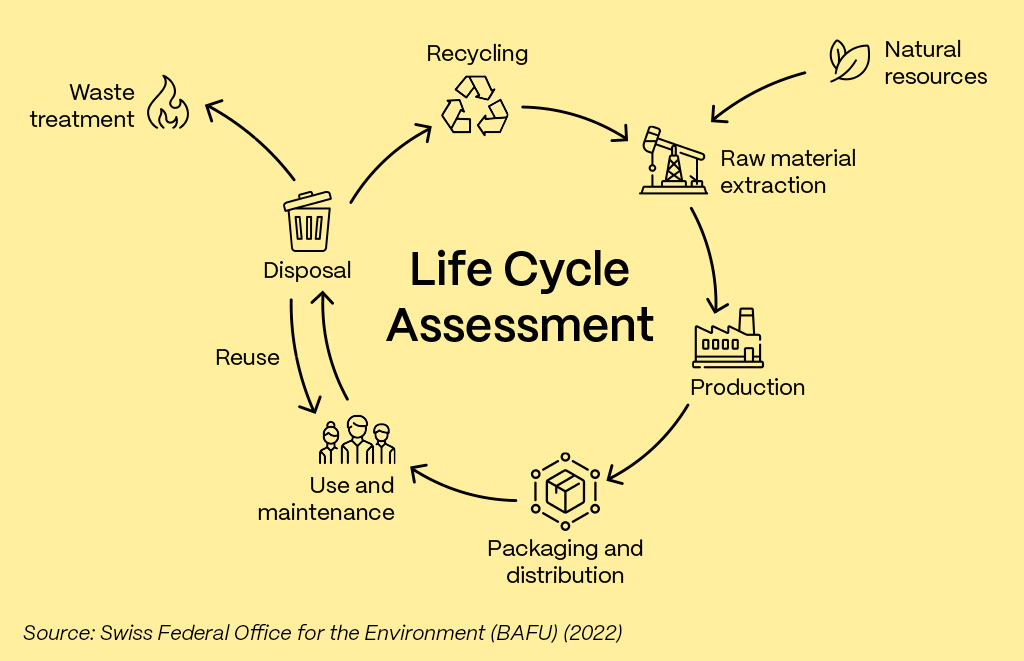 Recycling
Natural
resources
Waste
treatment
Raw material
extraction
Disposal
Life Cycle
Assessment
Reuse
Production
Use and
maintenance
Packaging and
distribution
Source: Swiss Federal Office for the Environment (BAFU) (2022)